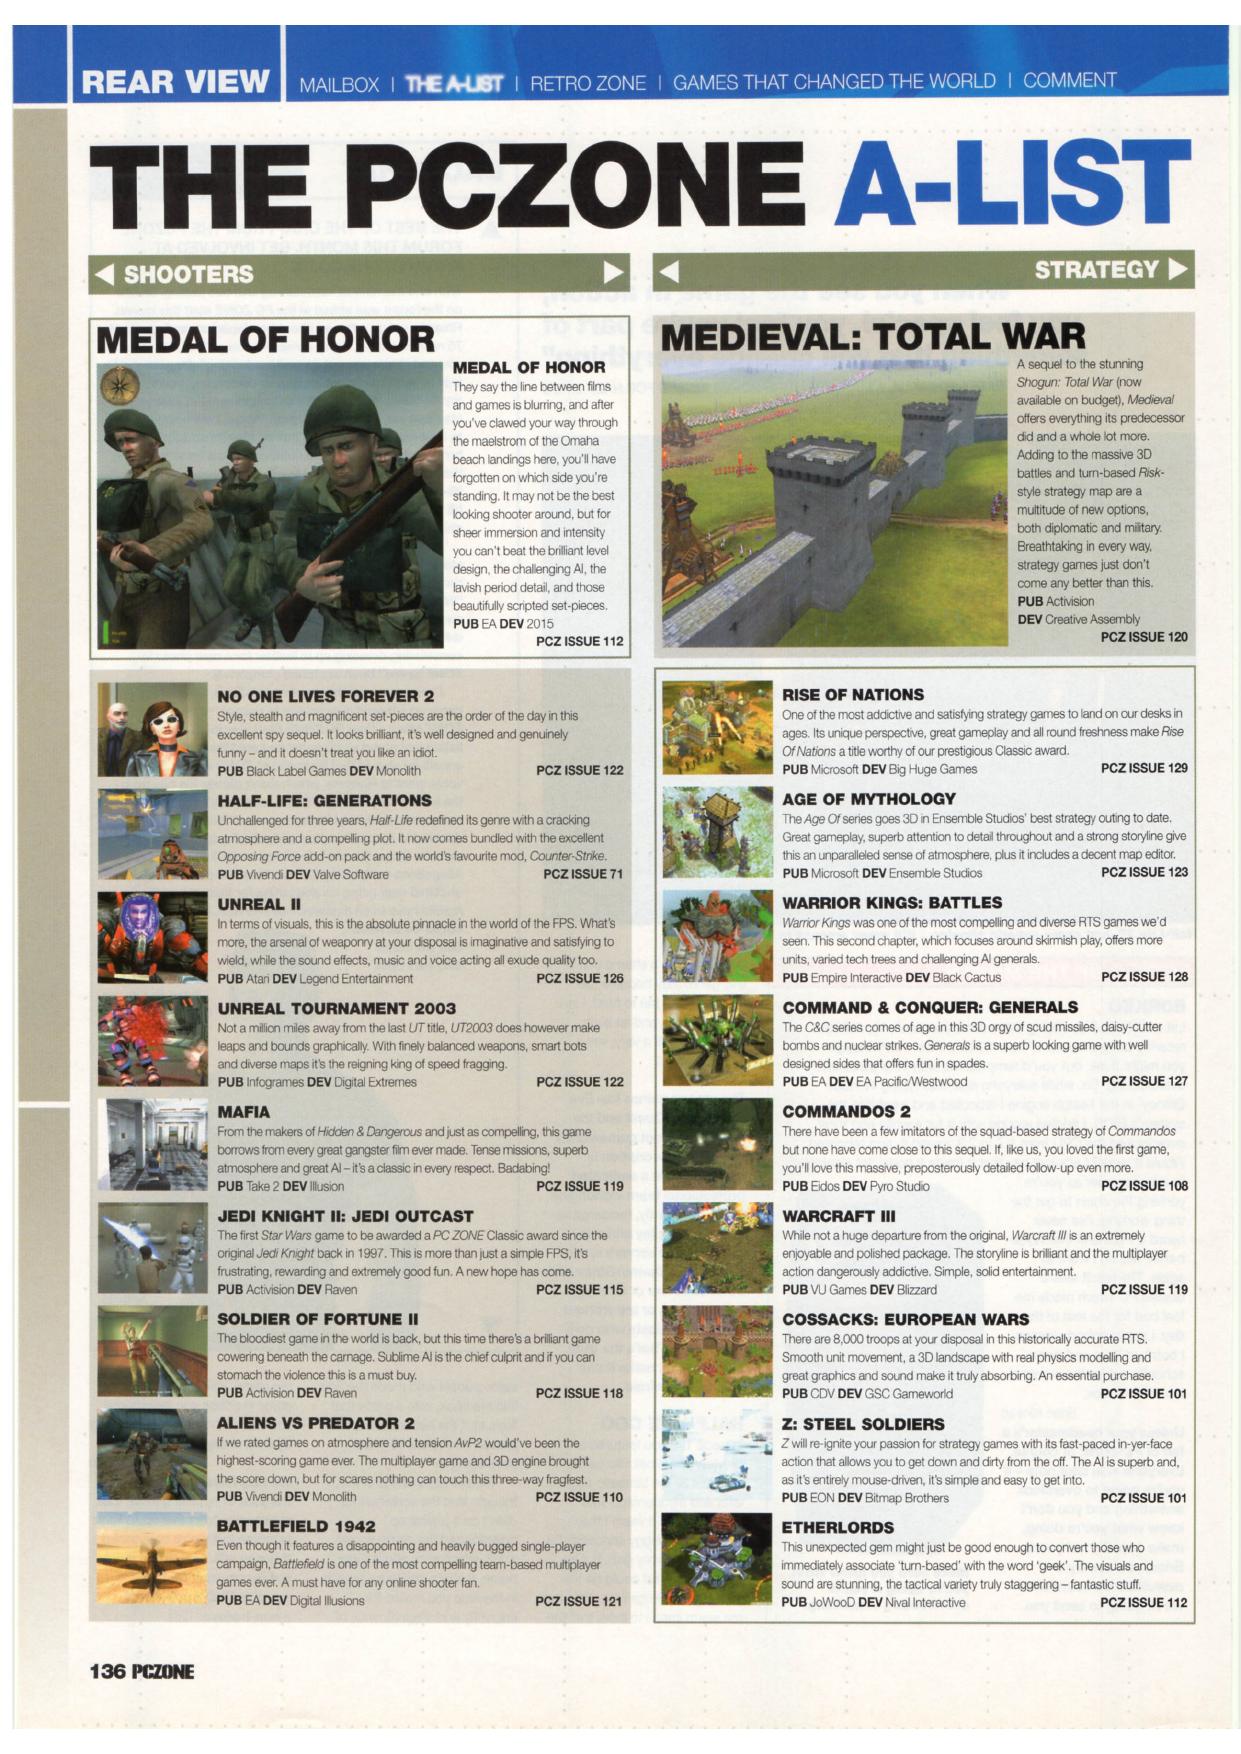 REAR VIEW
MAILBOX | THE A-LIST | RETRO ZONE | GAMES THAT CHANGED THE WORLD | COMMENT
THE PCZONE A-LIST
SHOOTERS
MEDAL OF HONOR
MEDAL OF HONOR
They say the line between films
and games is blurring, and after
you've clawed your way through
the maelstrom of the Omaha
beach landings here, you'll have
forgotten on which side you're
standing. It may not be the best
looking shooter around, but for
sheer immersion and intensity
you can't beat the brilliant level
design, the challenging AI, the
lavish period detail, and those
beautifully scripted set-pieces.
PUB EA DEV 2015
PCZ ISSUE 112
NO ONE LIVES FOREVER 2
Style, stealth and magnificent set-pieces are the order of the day in this
excellent spy sequel. It looks brilliant, it's well designed and genuinely
funny – and it doesn't treat you like an idiot.
PUB Black Label Games DEV Monolith PCZ ISSUE 122
HALF-LIFE: GENERATIONS
Unchallenged for three years, Half-Life redefined its genre with a cracking
atmosphere and a compelling plot. It now comes bundled with the excellent
Opposing Force add-on pack and the world's favourite mod, Counter-Strike.
PUB Vivendi DEV Valve Software PCZ ISSUE 71
UNREAL II
In terms of visuals, this is the absolute pinnacle in the world of the FPS. What's
more, the arsenal of weaponry at your disposal is imaginative and satisfying to
wield, while the sound effects, music and voice acting all exude quality too.
PUB Atari DEV Legend Entertainment PCZ ISSUE 126
UNREAL TOURNAMENT 2003
Not a million miles away from the last UT title, UT2003 does however make
leaps and bounds graphically. With finely balanced weapons, smart bots
and diverse maps it's the reigning king of speed fragging.
PUB Infogrames DEV Digital Extremes PCZ ISSUE 122
MAFIA
From the makers of Hidden & Dangerous and just as compelling, this game
borrows from every great gangster film ever made. Tense missions, superb
atmosphere and great AI – it's a classic in every respect. Badabing!
PUB Take 2 DEV Illusion PCZ ISSUE 119
JEDI KNIGHT II: JEDI OUTCAST
The first Star Wars game to be awarded a PC ZONE Classic award since the
original Jedi Knight back in 1997. This is more than just a simple FPS, it's
frustrating, rewarding and extremely good fun. A new hope has come.
PUB Activision DEV Raven PCZ ISSUE 115
SOLDIER OF FORTUNE II
The bloodiest game in the world is back, but this time there's a brilliant game
cowering beneath the carnage. Sublime AI is the chief culprit and if you can
stomach the violence this is a must buy.
PUB Activision DEV Raven PCZ ISSUE 118
ALIENS VS PREDATOR 2
If we rated games on atmosphere and tension AvP2 would've been the
highest-scoring game ever. The multiplayer game and 3D engine brought
the score down, but for scares nothing can touch this three-way fragfest.
PUB Vivendi DEV Monolith PCZ ISSUE 110
BATTLEFIELD 1942
Even though it features a disappointing and heavily bugged single-player
campaign, Battlefield is one of the most compelling team-based multiplayer
games ever. A must have for any online shooter fan.
PUB EA DEV Digital Illusions PCZ ISSUE 121
STRATEGY
MEDIEVAL: TOTAL WAR
A sequel to the stunning
Shogun: Total War (now
available on budget), Medieval
offers everything its predecessor
did and a whole lot more.
Adding to the massive 3D
battles and turn-based Risk-
style strategy map are a
multitude of new options,
both diplomatic and military.
Breathtaking in every way,
strategy games just don't
come any better than this.
PUB Activision
DEV Creative Assembly
PCZ ISSUE 120
RISE OF NATIONS
One of the most addictive and satisfying strategy games to land on our desks in
ages. Its unique perspective, great gameplay and all round freshness make Rise
Of Nations a title worthy of our prestigious Classic award.
PUB Microsoft DEV Big Huge Games PCZ ISSUE 129
AGE OF MYTHOLOGY
The Age Of series goes 3D in Ensemble Studios' best strategy outing to date.
Great gameplay, superb attention to detail throughout and a strong storyline give
this an unparalleled sense of atmosphere, plus it includes a decent map editor.
PUB Microsoft DEV Ensemble Studios PCZ ISSUE 123
WARRIOR KINGS: BATTLES
Warrior Kings was one of the most compelling and diverse RTS games we'd
seen. This second chapter, which focuses around skirmish play, offers more
units, varied tech trees and challenging AI generals.
PUB Empire Interactive DEV Black Cactus PCZ ISSUE 128
COMMAND & CONQUER: GENERALS
The C&C series comes of age in this 3D orgy of scud missiles, daisy-cutter
bombs and nuclear strikes. Generals is a superb looking game with well
designed sides that offers fun in spades.
PUB EA DEV EA Pacific/Westwood PCZ ISSUE 127
COMMANDOS 2
There have been a few imitators of the squad-based strategy of Commandos
but none have come close to this sequel. If, like us, you loved the first game,
you'll love this massive, preposterously detailed follow-up even more.
PUB Eidos DEV Pyro Studio PCZ ISSUE 108
WARCRAFT III
While not a huge departure from the original, Warcraft III is an extremely
enjoyable and polished package. The storyline is brilliant and the multiplayer
action dangerously addictive. Simple, solid entertainment.
PUB VU Games DEV Blizzard PCZ ISSUE 119
COSSACKS: EUROPEAN WARS
There are 8,000 troops at your disposal in this historically accurate RTS.
Smooth unit movement, a 3D landscape with real physics modelling and
great graphics and sound make it truly absorbing. An essential purchase.
PUB CDV DEV GSC Gameworld PCZ ISSUE 101
Z: STEEL SOLDIERS
Z will re-ignite your passion for strategy games with its fast-paced in-yer-face
action that allows you to get down and dirty from the off. The AI is superb and,
as it's entirely mouse-driven, it's simple and easy to get into.
PUB EON DEV Bitmap Brothers PCZ ISSUE 101
ETHERLORDS
This unexpected gem might just be good enough to convert those who
immediately associate 'turn-based' with the word 'geek'. The visuals and
sound are stunning, the tactical variety truly staggering – fantastic stuff.
PUB JoWooD DEV Nival Interactive PCZ ISSUE 112
136 PCZONE